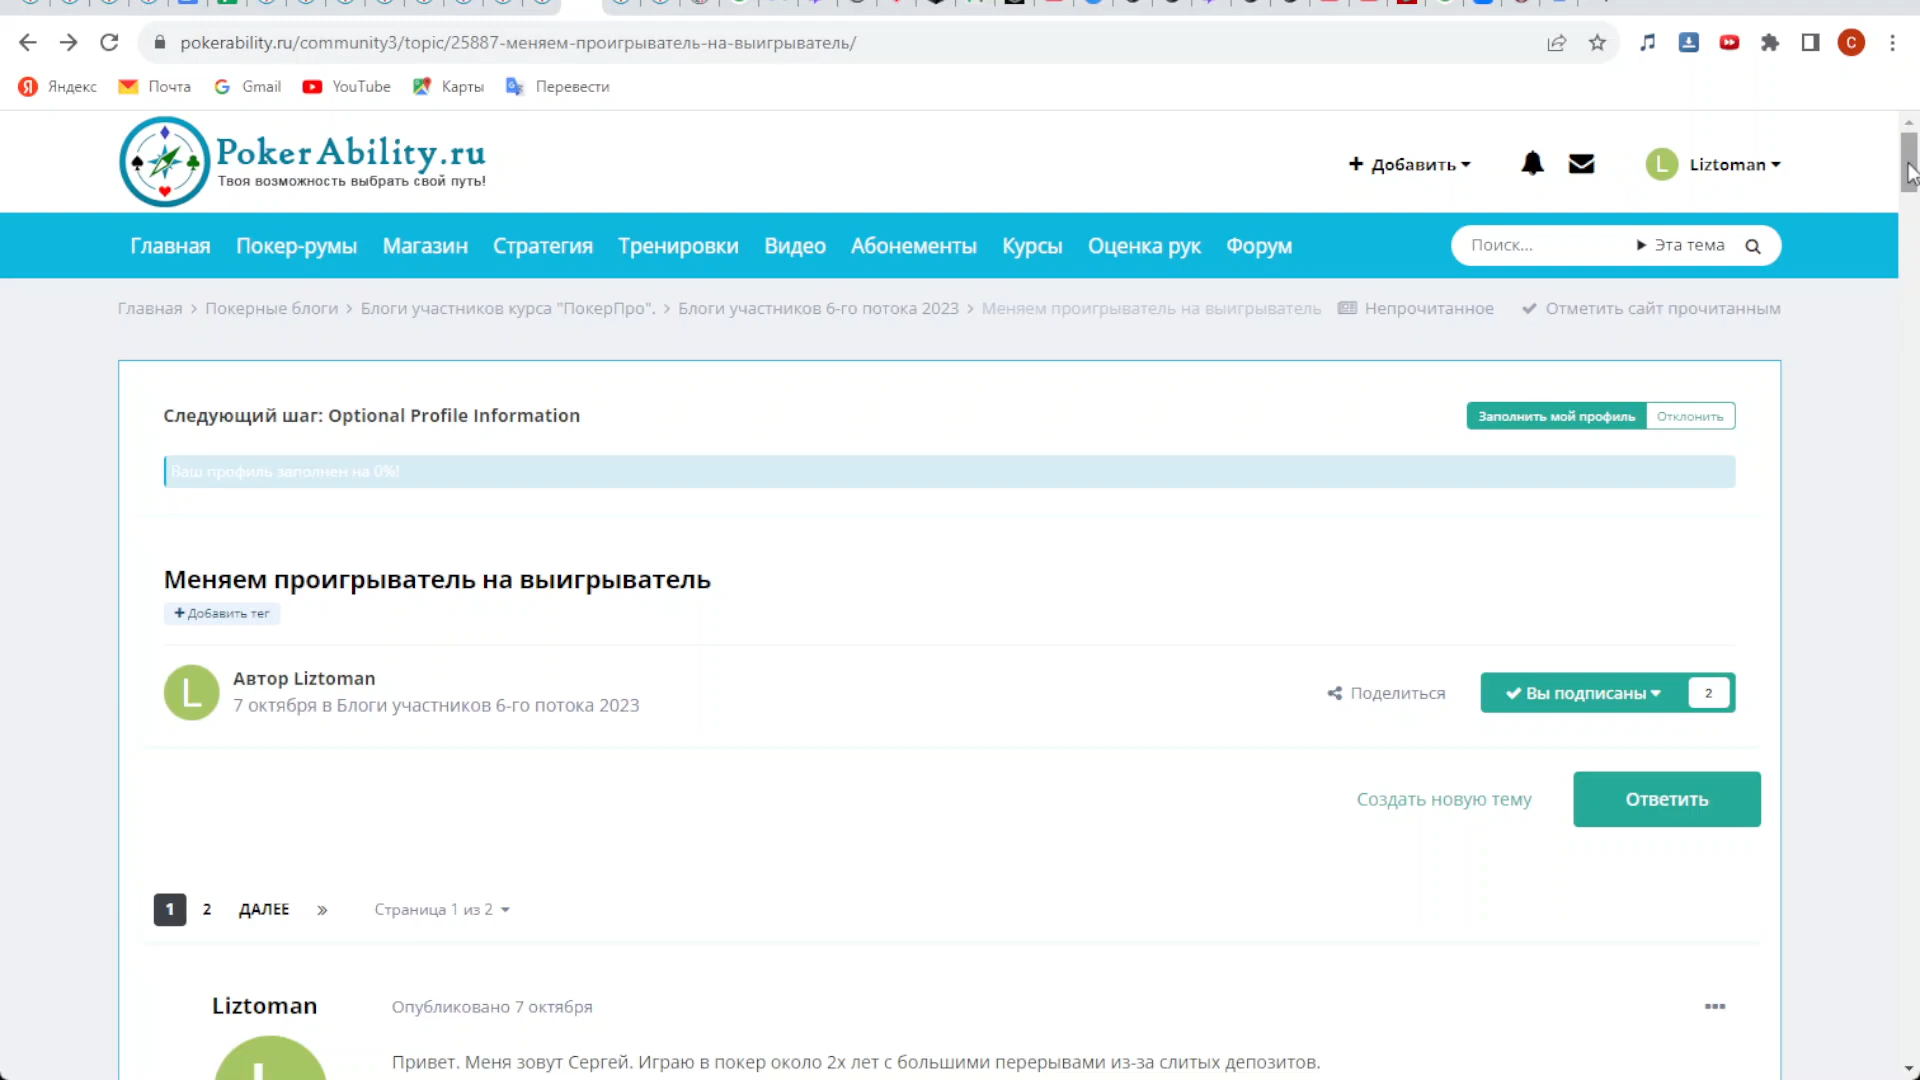 pokerability.ru/community3/topic/25887-меняем-проигрыватель-на-выигрыватель/
С
Яндекс Почта Gmail YouTube Карты Перевести
PokerAbility.ru
Твоя возможность выбрать свой путь!
+ Добавить
L Liztoman
Главная Покер-румы Магазин Стратегия Тренировки Видео Абонементы Курсы Оценка рук Форум
Поиск... Эта тема
Главная > Покерные блоги > Блоги участников курса "ПокерПро". > Блоги участников 6-го потока 2023 > Меняем проигрыватель на выигрыватель
Непрочитанное Отметить сайт прочитанным
Следующий шаг: Optional Profile Information
Заполнить мой профиль Отклонить
Ваш профиль заполнен на 0%!
Меняем проигрыватель на выигрыватель
+ Добавить тег
L
Автор Liztoman
7 октября в Блоги участников 6-го потока 2023
Поделиться
Вы подписаны 2
Создать новую тему
Ответить
1 2 ДАЛЕЕ » Страница 1 из 2
Liztoman
Опубликовано 7 октября
Привет. Меня зовут Сергей. Играю в покер около 2х лет с большими перерывами из-за слитых депозитов.